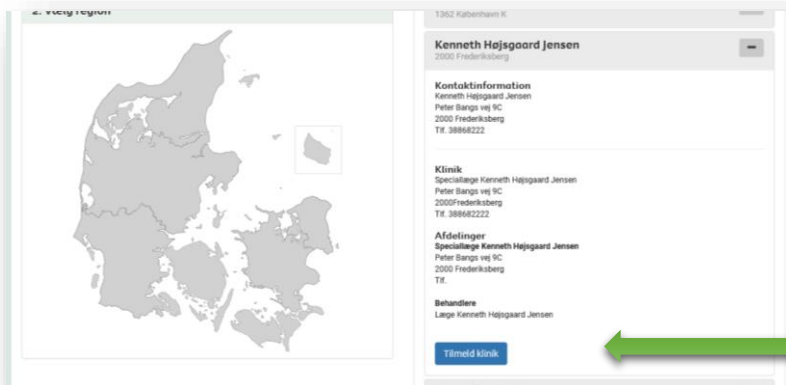 2. Vælg region
1362 København K
Kenneth Højsgaard Jensen
2000 Frederiksberg
Kontaktinformation
Kenneth Højsgaard Jensen
Peter Bangs vej 9C
2000 Frederiksberg
Tlf. 38868222
Klinik
Speciallæge Kenneth Højsgaard Jensen
Peter Bangs vej 9C
2000Frederiksberg
Tlf. 388682222
Afdelinger
Speciallæge Kenneth Højsgaard Jensen
Peter Bangs vej 9C
2000 Frederiksberg
Tlf.
Behandlere
Læge Kenneth Højsgaard Jensen
Tilmeld klinik